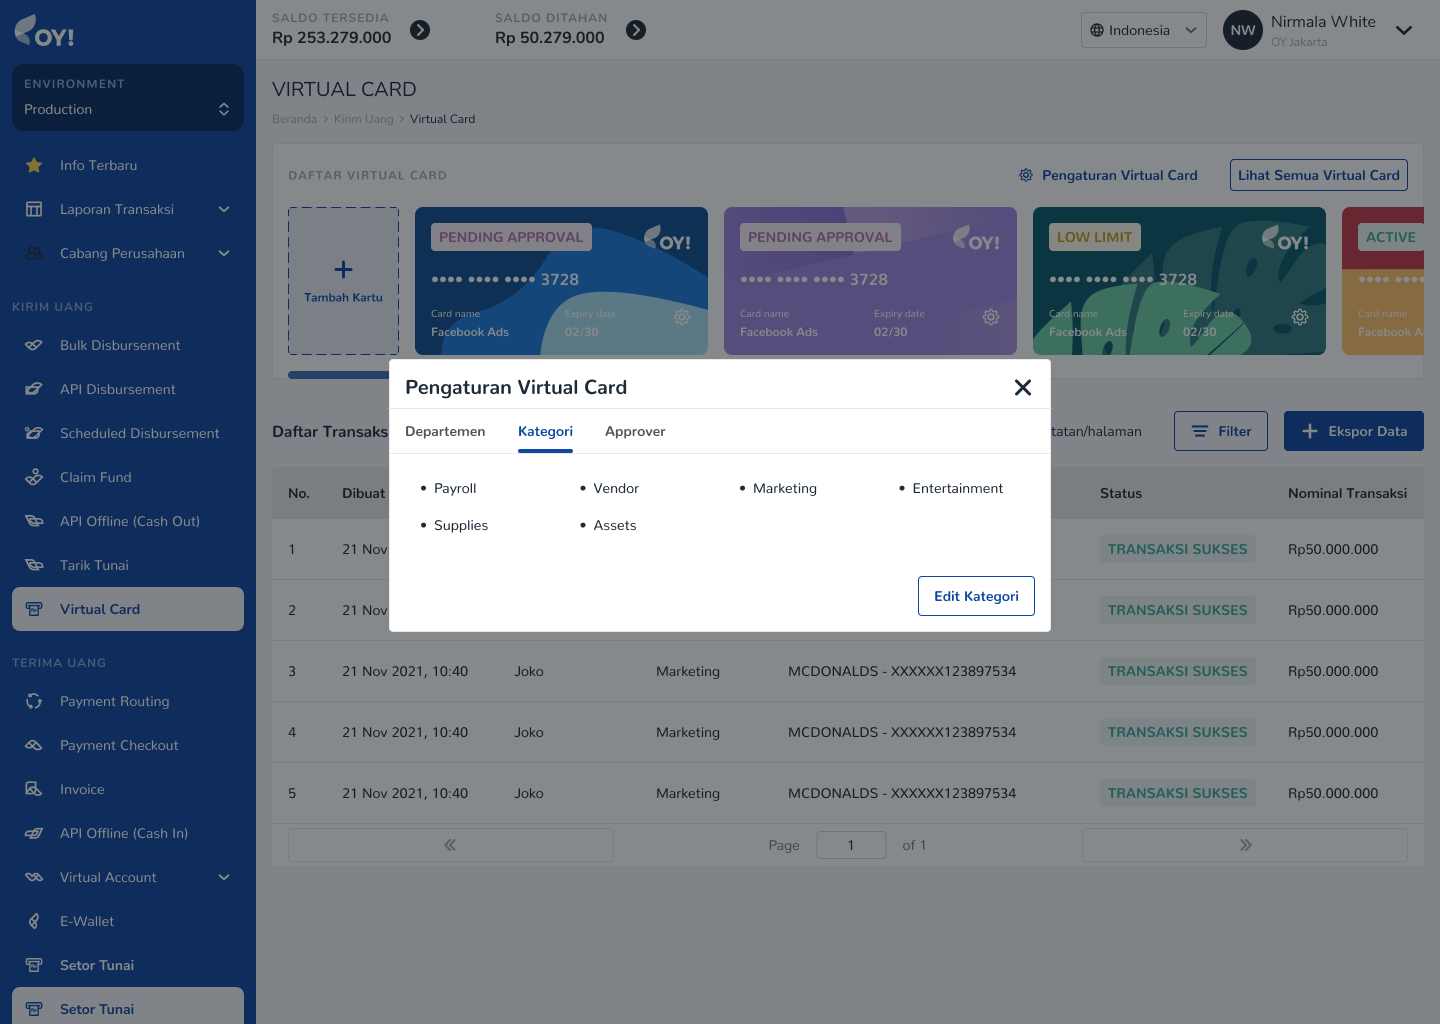 OY!
ENVIRONMENT
Production
Info Terbaru
Laporan Transaksi
Cabang Perusahaan
KIRIM UANG
Bulk Disbursement
API Disbursement
Scheduled Disbursement
Claim Fund
API Offline (Cash Out)
Tarik Tunai
Virtual Card
TERIMA UANG
Payment Routing
Payment Checkout
Invoice
API Offline (Cash In)
Virtual Account
E-Wallet
Setor Tunai
Setor Tunai
SALDO TERSEDIA
Rp 253.279.000
SALDO DITAHAN
Rp 50.279.000
Indonesia
NW
Nirmala White
OY Jakarta
VIRTUAL CARD
Beranda > Kirim Uang > Virtual Card
DAFTAR VIRTUAL CARD
Pengaturan Virtual Card
Lihat Semua Virtual Card
Tambah Kartu
PENDING APPROVAL
OY!
•••• •••• •••• 3728
Card name
Expiry date
Facebook Ads
02/30
PENDING APPROVAL
OY!
•••• •••• •••• 3728
Card name
Expiry date
Facebook Ads
02/30
LOW LIMIT
OY!
•••• •••• •••• 3728
Card name
Expiry date
Facebook Ads
02/30
ACTIVE
•••• ••••
Card name
Facebook A
Pengaturan Virtual Card
Departemen Kategori Approver
• Payroll • Vendor • Marketing • Entertainment
• Supplies • Assets
Edit Kategori
Daftar Transaks
tatan/halaman
Filter
Ekspor Data
No. Dibuat Status Nominal Transaksi
1 21 Nov TRANSAKSI SUKSES Rp50.000.000
2 21 Nov TRANSAKSI SUKSES Rp50.000.000
3 21 Nov 2021, 10:40 Joko Marketing MCDONALDS - XXXXXX123897534 TRANSAKSI SUKSES Rp50.000.000
4 21 Nov 2021, 10:40 Joko Marketing MCDONALDS - XXXXXX123897534 TRANSAKSI SUKSES Rp50.000.000
5 21 Nov 2021, 10:40 Joko Marketing MCDONALDS - XXXXXX123897534 TRANSAKSI SUKSES Rp50.000.000
« Page 1 of 1 »